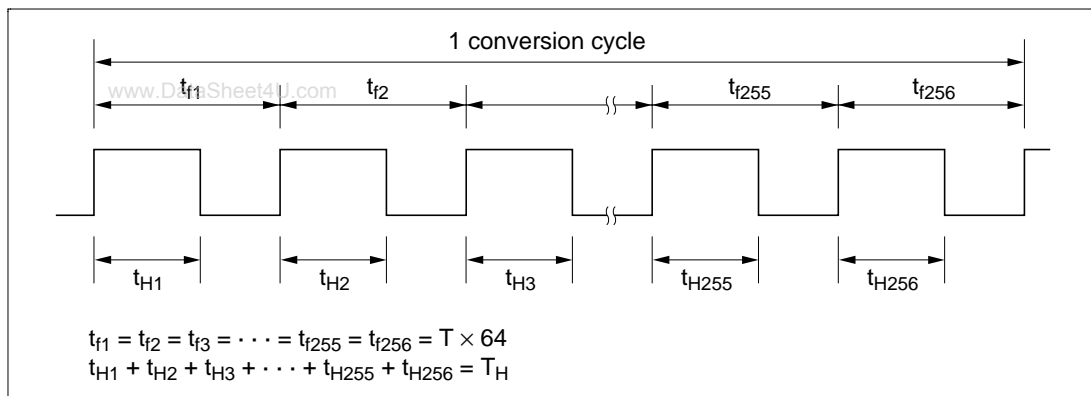 1 conversion cycle
www.DataSheet4U.com
tf1 tf2 tf255 tf256
tH1 tH2 tH3 tH255 tH256
tf1 = tf2 = tf3 = · · · = tf255 = tf256 = T × 64
tH1 + tH2 + tH3 + · · · + tH255 + tH256 = TH